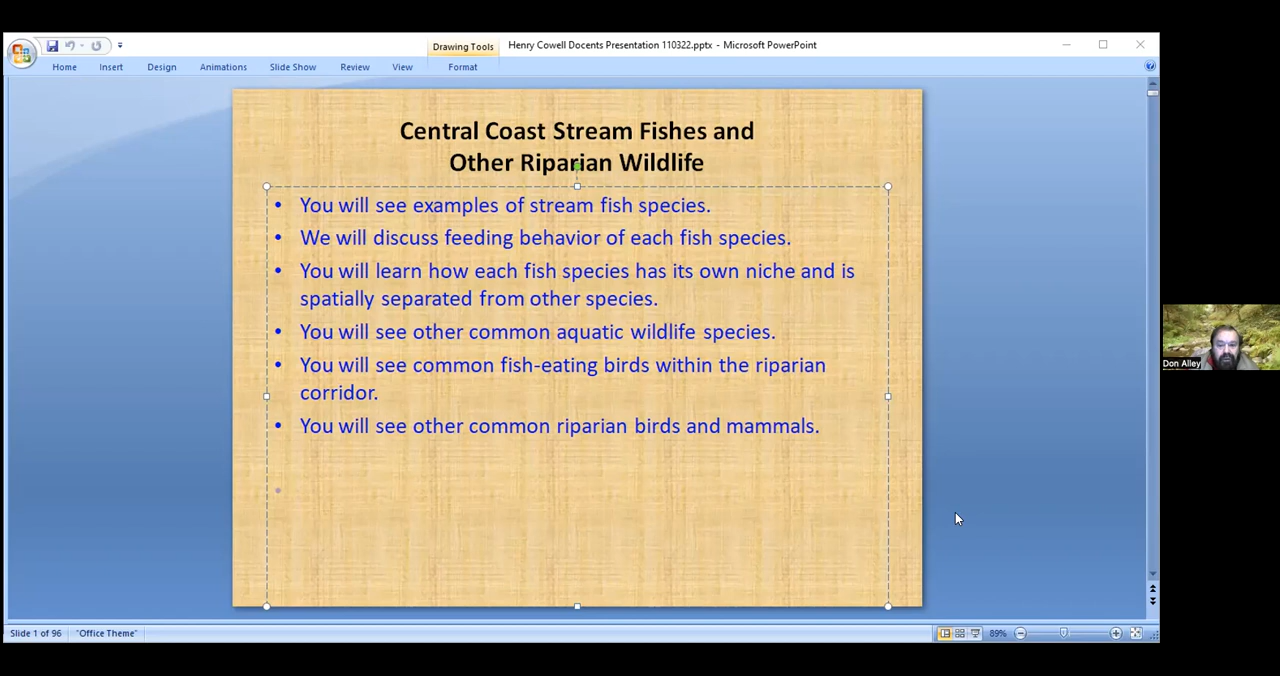 Drawing Tools
Henry Cowell Docents Presentation 110322.pptx - Microsoft PowerPoint
Home Insert Design Animations Slide Show Review View Format
Central Coast Stream Fishes and
Other Riparian Wildlife
• You will see examples of stream fish species.
• We will discuss feeding behavior of each fish species.
• You will learn how each fish species has its own niche and is
spatially separated from other species.
• You will see other common aquatic wildlife species.
• You will see common fish-eating birds within the riparian
corridor.
• You will see other common riparian birds and mammals.
•
Don Alley
Slide 1 of 96 "Office Theme" 89%